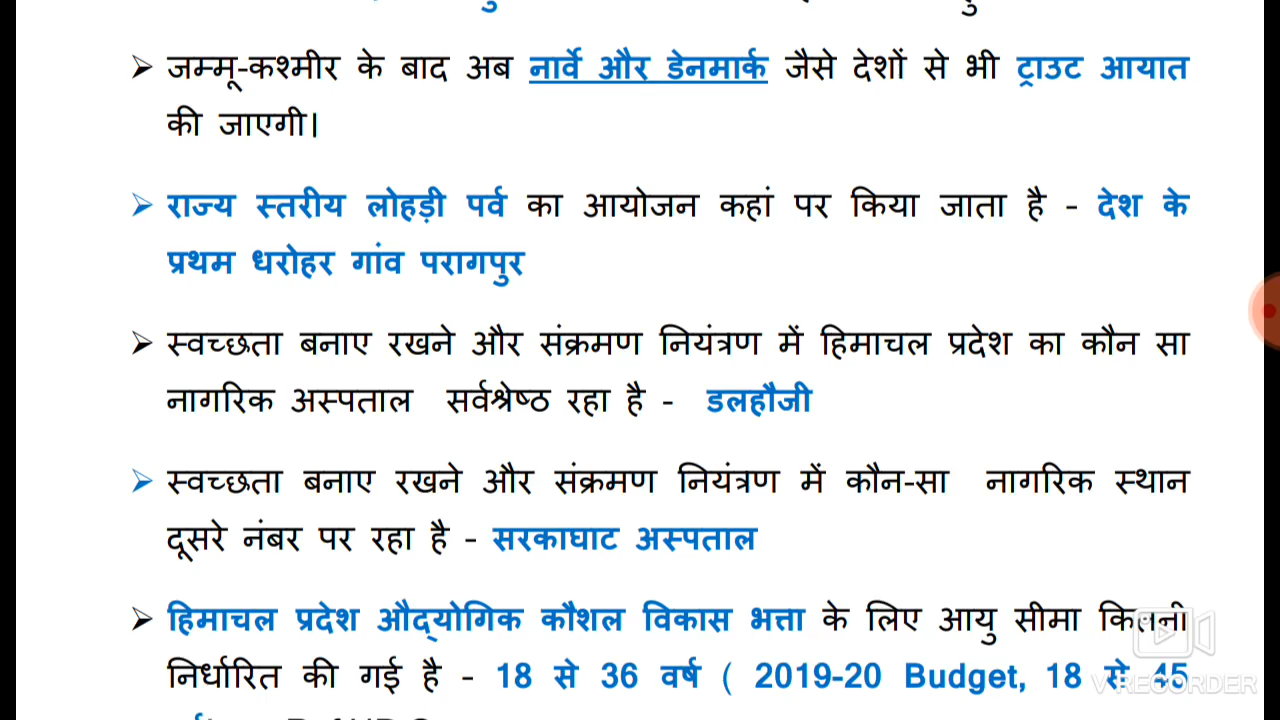 ➢ जम्मू-कश्मीर के बाद अब नार्वे और डेनमार्क जैसे देशों से भी ट्राउट आयात
की जाएगी।
➢ राज्य स्तरीय लोहड़ी पर्व का आयोजन कहां पर किया जाता है - देश के
प्रथम धरोहर गांव परागपुर
➢ स्वच्छता बनाए रखने और संक्रमण नियंत्रण में हिमाचल प्रदेश का कौन सा
नागरिक अस्पताल सर्वश्रेष्ठ रहा है - डलहौजी
➢ स्वच्छता बनाए रखने और संक्रमण नियंत्रण में कौन-सा नागरिक स्थान
दूसरे नंबर पर रहा है - सरकाघाट अस्पताल
➢ हिमाचल प्रदेश औद्योगिक कौशल विकास भत्ता के लिए आयु सीमा कितनी
निर्धारित की गई है - 18 से 36 वर्ष ( 2019-20 Budget, 18 से 45
V RECORDER